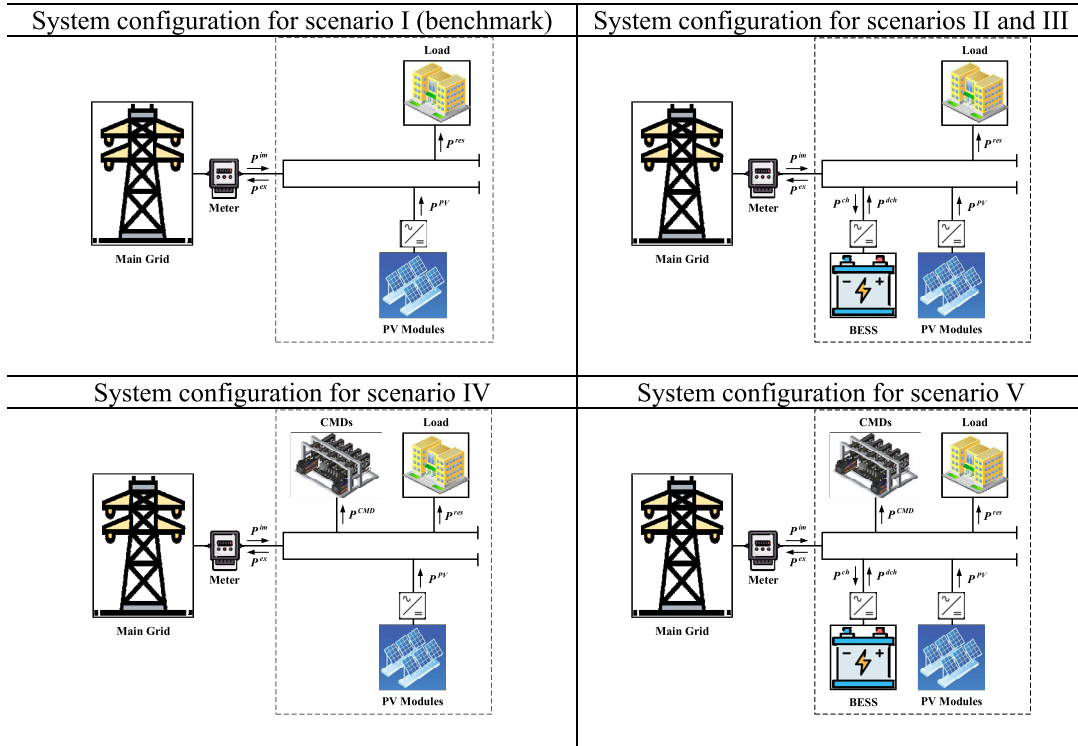 System configuration for scenario I (benchmark)
Load
P^res
P^im
P^ex
Meter
P^PV
Main Grid
PV Modules
System configuration for scenarios II and III
Load
P^res
P^im
P^ex
Meter
P^ch
P^dch
P^PV
Main Grid
BESS
PV Modules
System configuration for scenario IV
CMDs
Load
P^CMD
P^res
P^im
P^ex
Meter
P^PV
Main Grid
PV Modules
System configuration for scenario V
CMDs
Load
P^CMD
P^res
P^im
P^ex
Meter
P^ch
P^dch
P^PV
Main Grid
BESS
PV Modules